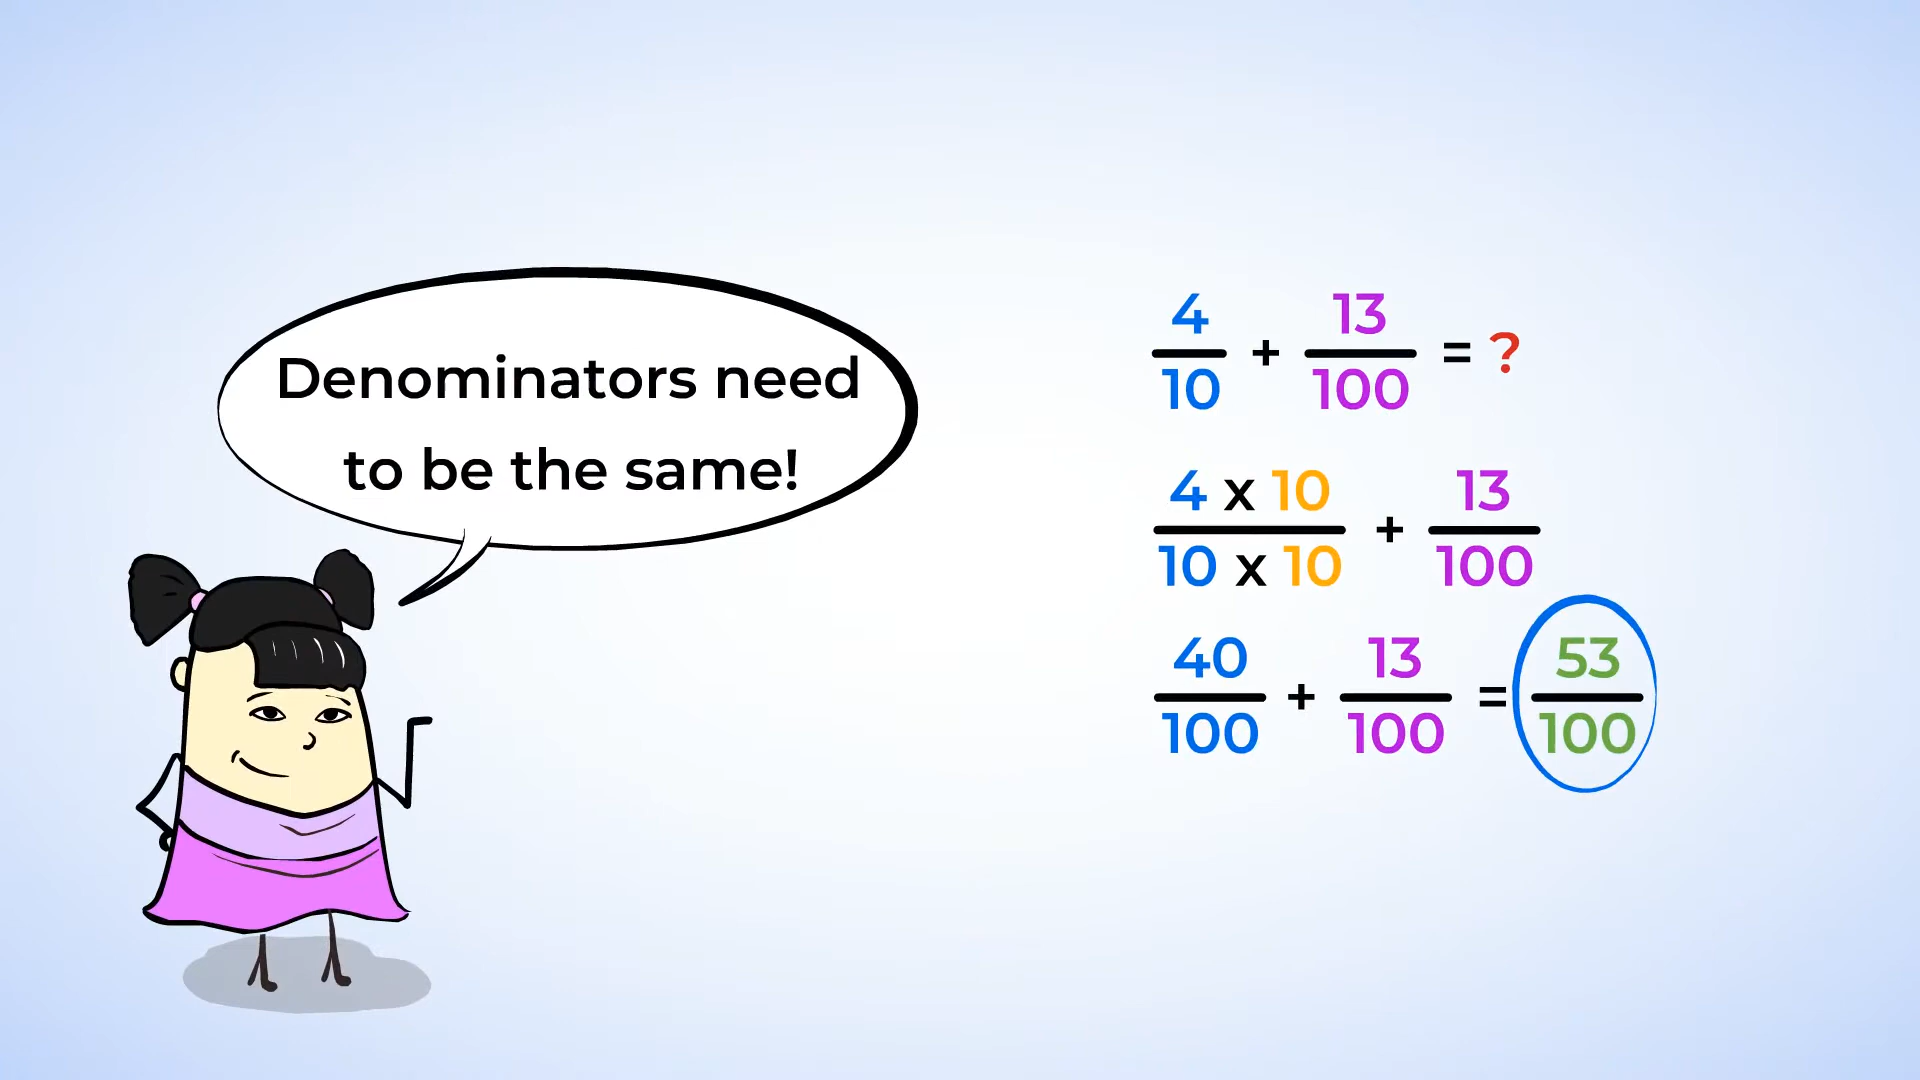 Denominators need
to be the same!
4/10 + 13/100 = ?
4 x 10/10 x 10 + 13/100
40/100 + 13/100 = 53/100